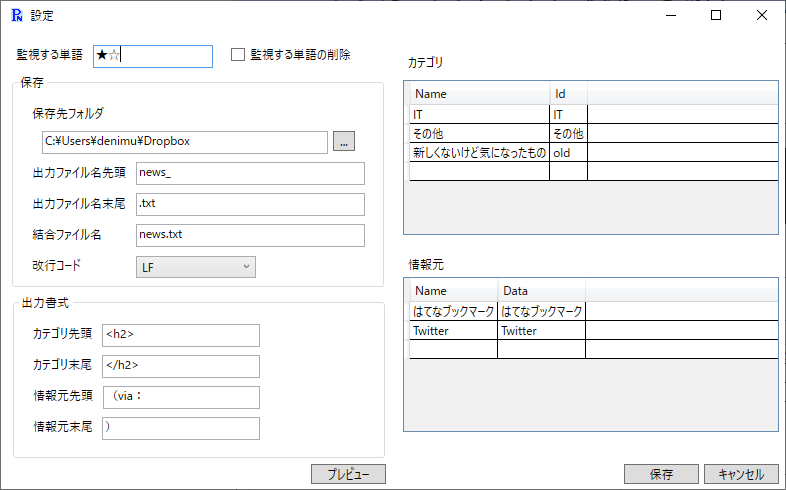 設定
監視する単語 ★☆ 監視する単語の削除
保存
保存先フォルダ
C:¥Users¥denimu¥Dropbox ...
出力ファイル名先頭 news_
出力ファイル名末尾 .txt
結合ファイル名 news.txt
改行コード LF
出力書式
カテゴリ先頭 <h2>
カテゴリ末尾 </h2>
情報元先頭 （via：
情報元末尾 ）
プレビュー
カテゴリ
Name Id
IT IT
その他 その他
新しくないけど気になったもの old
情報元
Name Data
はてなブックマーク はてなブックマーク
Twitter Twitter
保存 キャンセル